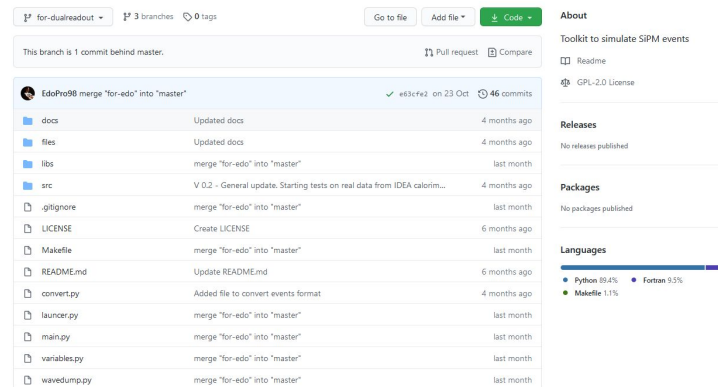 for-dualreadout
3 branches
0 tags
Go to file
Add file
Code
This branch is 1 commit behind master.
Pull request
Compare
EdoPro98 merge "for-edo" into "master"
e63cfe2 on 23 Oct
46 commits
docs Updated docs 4 months ago
files Updated docs 4 months ago
libs merge "for-edo" into "master" last month
src V 0.2 - General update. Starting tests on real data from IDEA calorim... 4 months ago
.gitignore merge "for-edo" into "master" last month
LICENSE Create LICENSE 6 months ago
Makefile merge "for-edo" into "master" last month
README.md Update README.md 6 months ago
convert.py Added file to convert events format 4 months ago
launcer.py merge "for-edo" into "master" last month
main.py merge "for-edo" into "master" last month
variables.py merge "for-edo" into "master" last month
wavedump.py merge "for-edo" into "master" last month
About
Toolkit to simulate SiPM events
Readme
GPL-2.0 License
Releases
No releases published
Packages
No packages published
Languages
Python 89.4% Fortran 9.5%
Makefile 1.1%